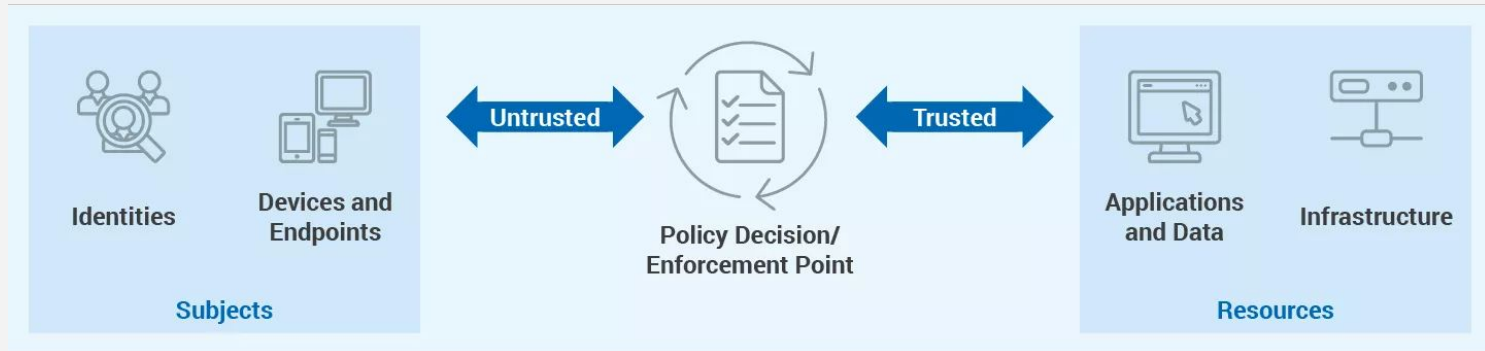 Identities
Devices and
Endpoints
Subjects
Untrusted
Policy Decision/
Enforcement Point
Trusted
Applications
and Data
Infrastructure
Resources